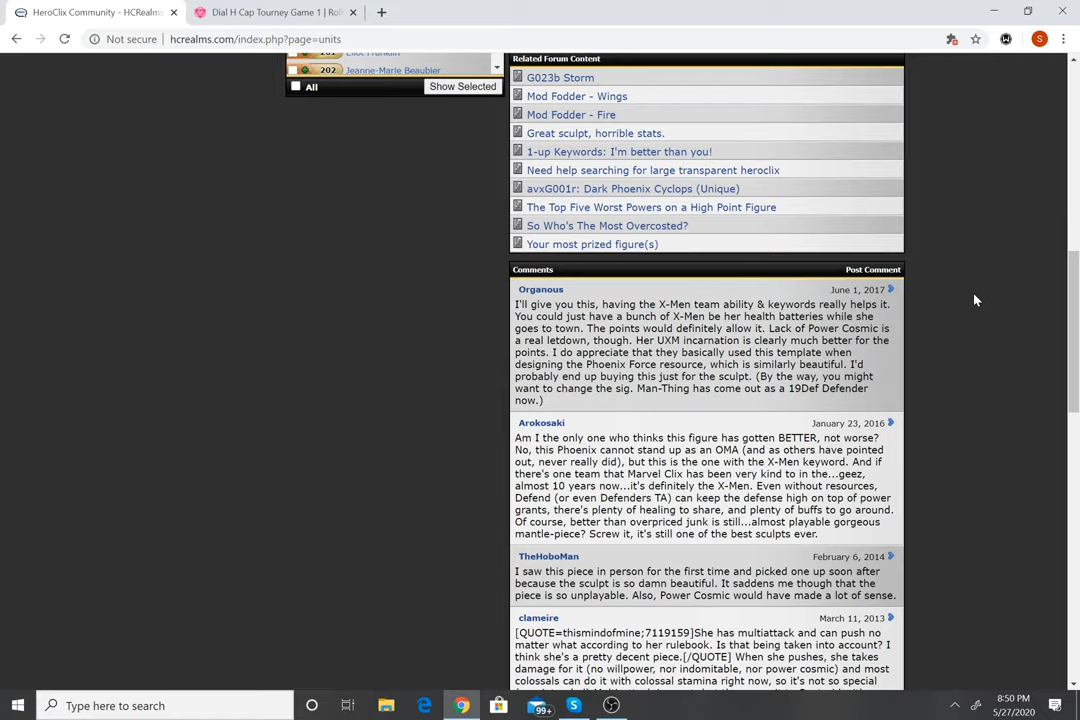 HeroClix Community - HCRealms
Dial H Cap Tourney Game 1 | Roll
Not secure | hcrealms.com/index.php?page=units
S
Eliot Franklin
202 Jeanne-Marie Beaubier
All
Show Selected
Related Forum Content
G023b Storm
Mod Fodder - Wings
Mod Fodder - Fire
Great sculpt, horrible stats.
1-up Keywords: I'm better than you!
Need help searching for large transparent heroclix
avxG001r: Dark Phoenix Cyclops (Unique)
The Top Five Worst Powers on a High Point Figure
So Who's The Most Overcosted?
Your most prized figure(s)
Comments Post Comment
Organous June 1, 2017
I'll give you this, having the X-Men team ability & keywords really helps it.
You could just have a bunch of X-Men be her health batteries while she
goes to town. The points would definitely allow it. Lack of Power Cosmic is
a real letdown, though. Her UXM incarnation is clearly much better for the
points. I do appreciate that they basically used this template when
designing the Phoenix Force resource, which is similarly beautiful. I'd
probably end up buying this just for the sculpt. (By the way, you might
want to change the sig. Man-Thing has come out as a 19Def Defender
now.)
Arokosaki January 23, 2016
Am I the only one who thinks this figure has gotten BETTER, not worse?
No, this Phoenix cannot stand up as an OMA (and as others have pointed
out, never really did), but this is the one with the X-Men keyword. And if
there's one team that Marvel Clix has been very kind to in the...geez,
almost 10 years now...it's definitely the X-Men. Even without resources,
Defend (or even Defenders TA) can keep the defense high on top of power
grants, there's plenty of healing to share, and plenty of buffs to go around.
Of course, better than overpriced junk is still...almost playable gorgeous
mantle-piece? Screw it, it's still one of the best sculpts ever.
TheHoboMan February 6, 2014
I saw this piece in person for the first time and picked one up soon after
because the sculpt is so damn beautiful. It saddens me though that the
piece is so unplayable. Also, Power Cosmic would have made a lot of sense.
clameire March 11, 2013
[QUOTE=thismindofmine;7119159]She has multiattack and can push no
matter what according to her rulebook. Is that being taken into account? I
think she's a pretty decent piece.[/QUOTE] When she pushes, she takes
damage for it (no willpower, nor indomitable, nor power cosmic) and most
colossals can do it with colossal stamina right now, so it's not so special
Type here to search
99+
8:50 PM
5/27/2020